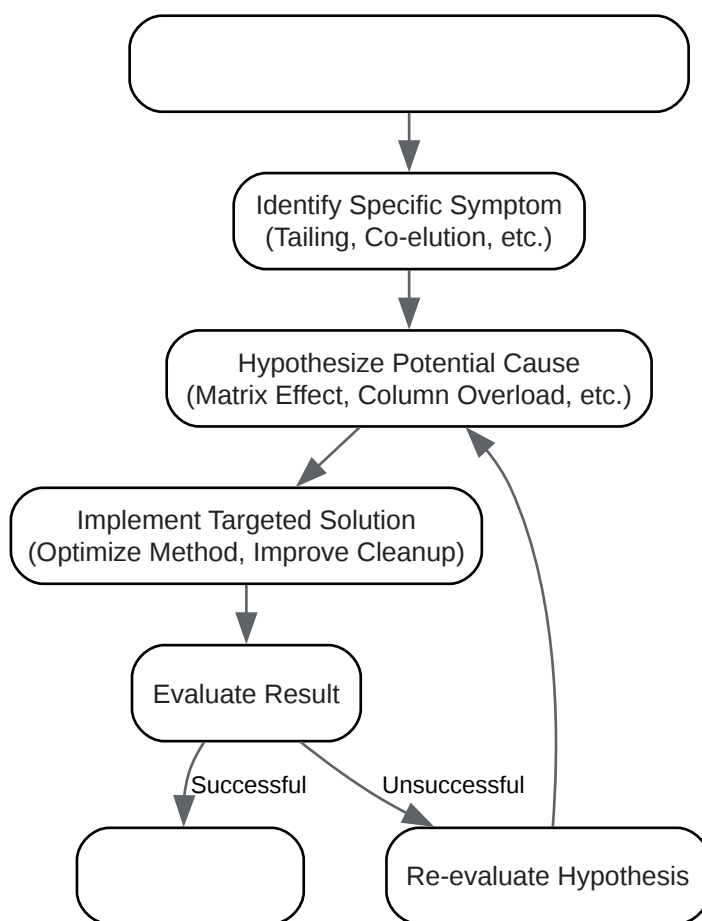 Identify Specific Symptom
(Tailing, Co-elution, etc.)
Hypothesize Potential Cause
(Matrix Effect, Column Overload, etc.)
Implement Targeted Solution
(Optimize Method, Improve Cleanup)
Evaluate Result
Successful
Unsuccessful
Re-evaluate Hypothesis